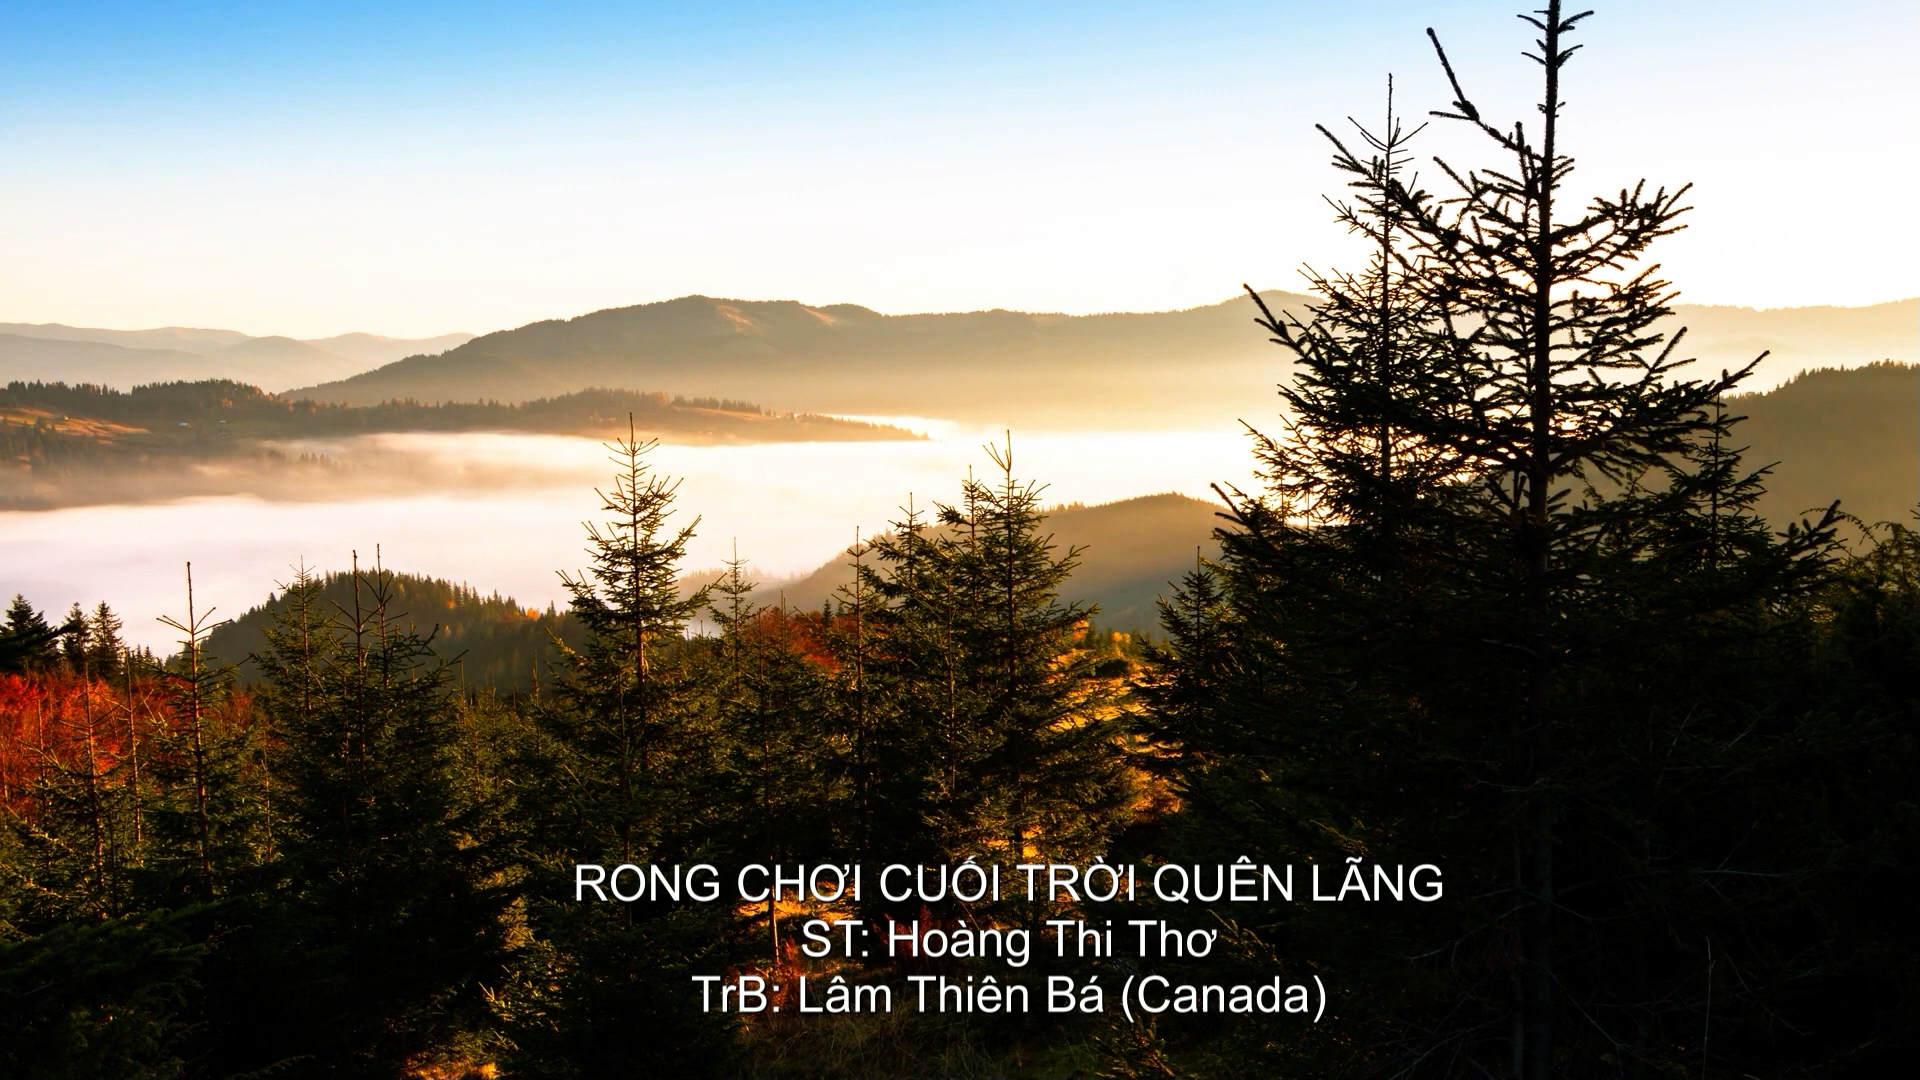 RONG CHƠI CUỐI TRỜI QUÊN LÃNG
ST: Hoàng Thi Thơ
TrB: Lâm Thiên Bá (Canada)